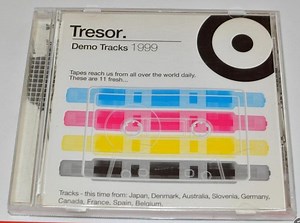 Tresor.
Demo Tracks 1999
Tapes reach us from all over the world daily.
These are 11 fresh...
Tracks - this time from: Japan, Denmark, Australia, Slovenia, Germany,
Canada, France, Spain, Belgium.